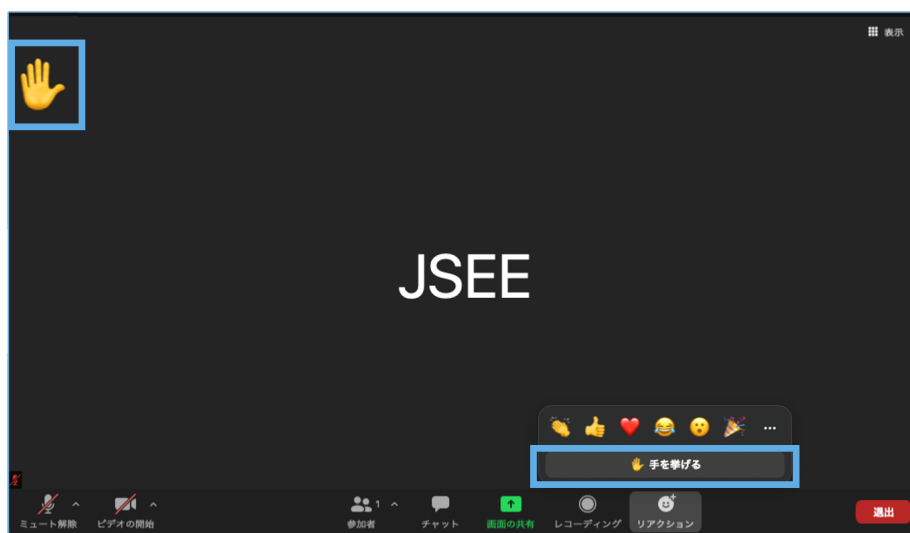 表示
JSEE
手を挙げる
ミュート解除
ビデオの開始
1
参加者
チャット
画面の共有
レコーディング
リアクション
退出